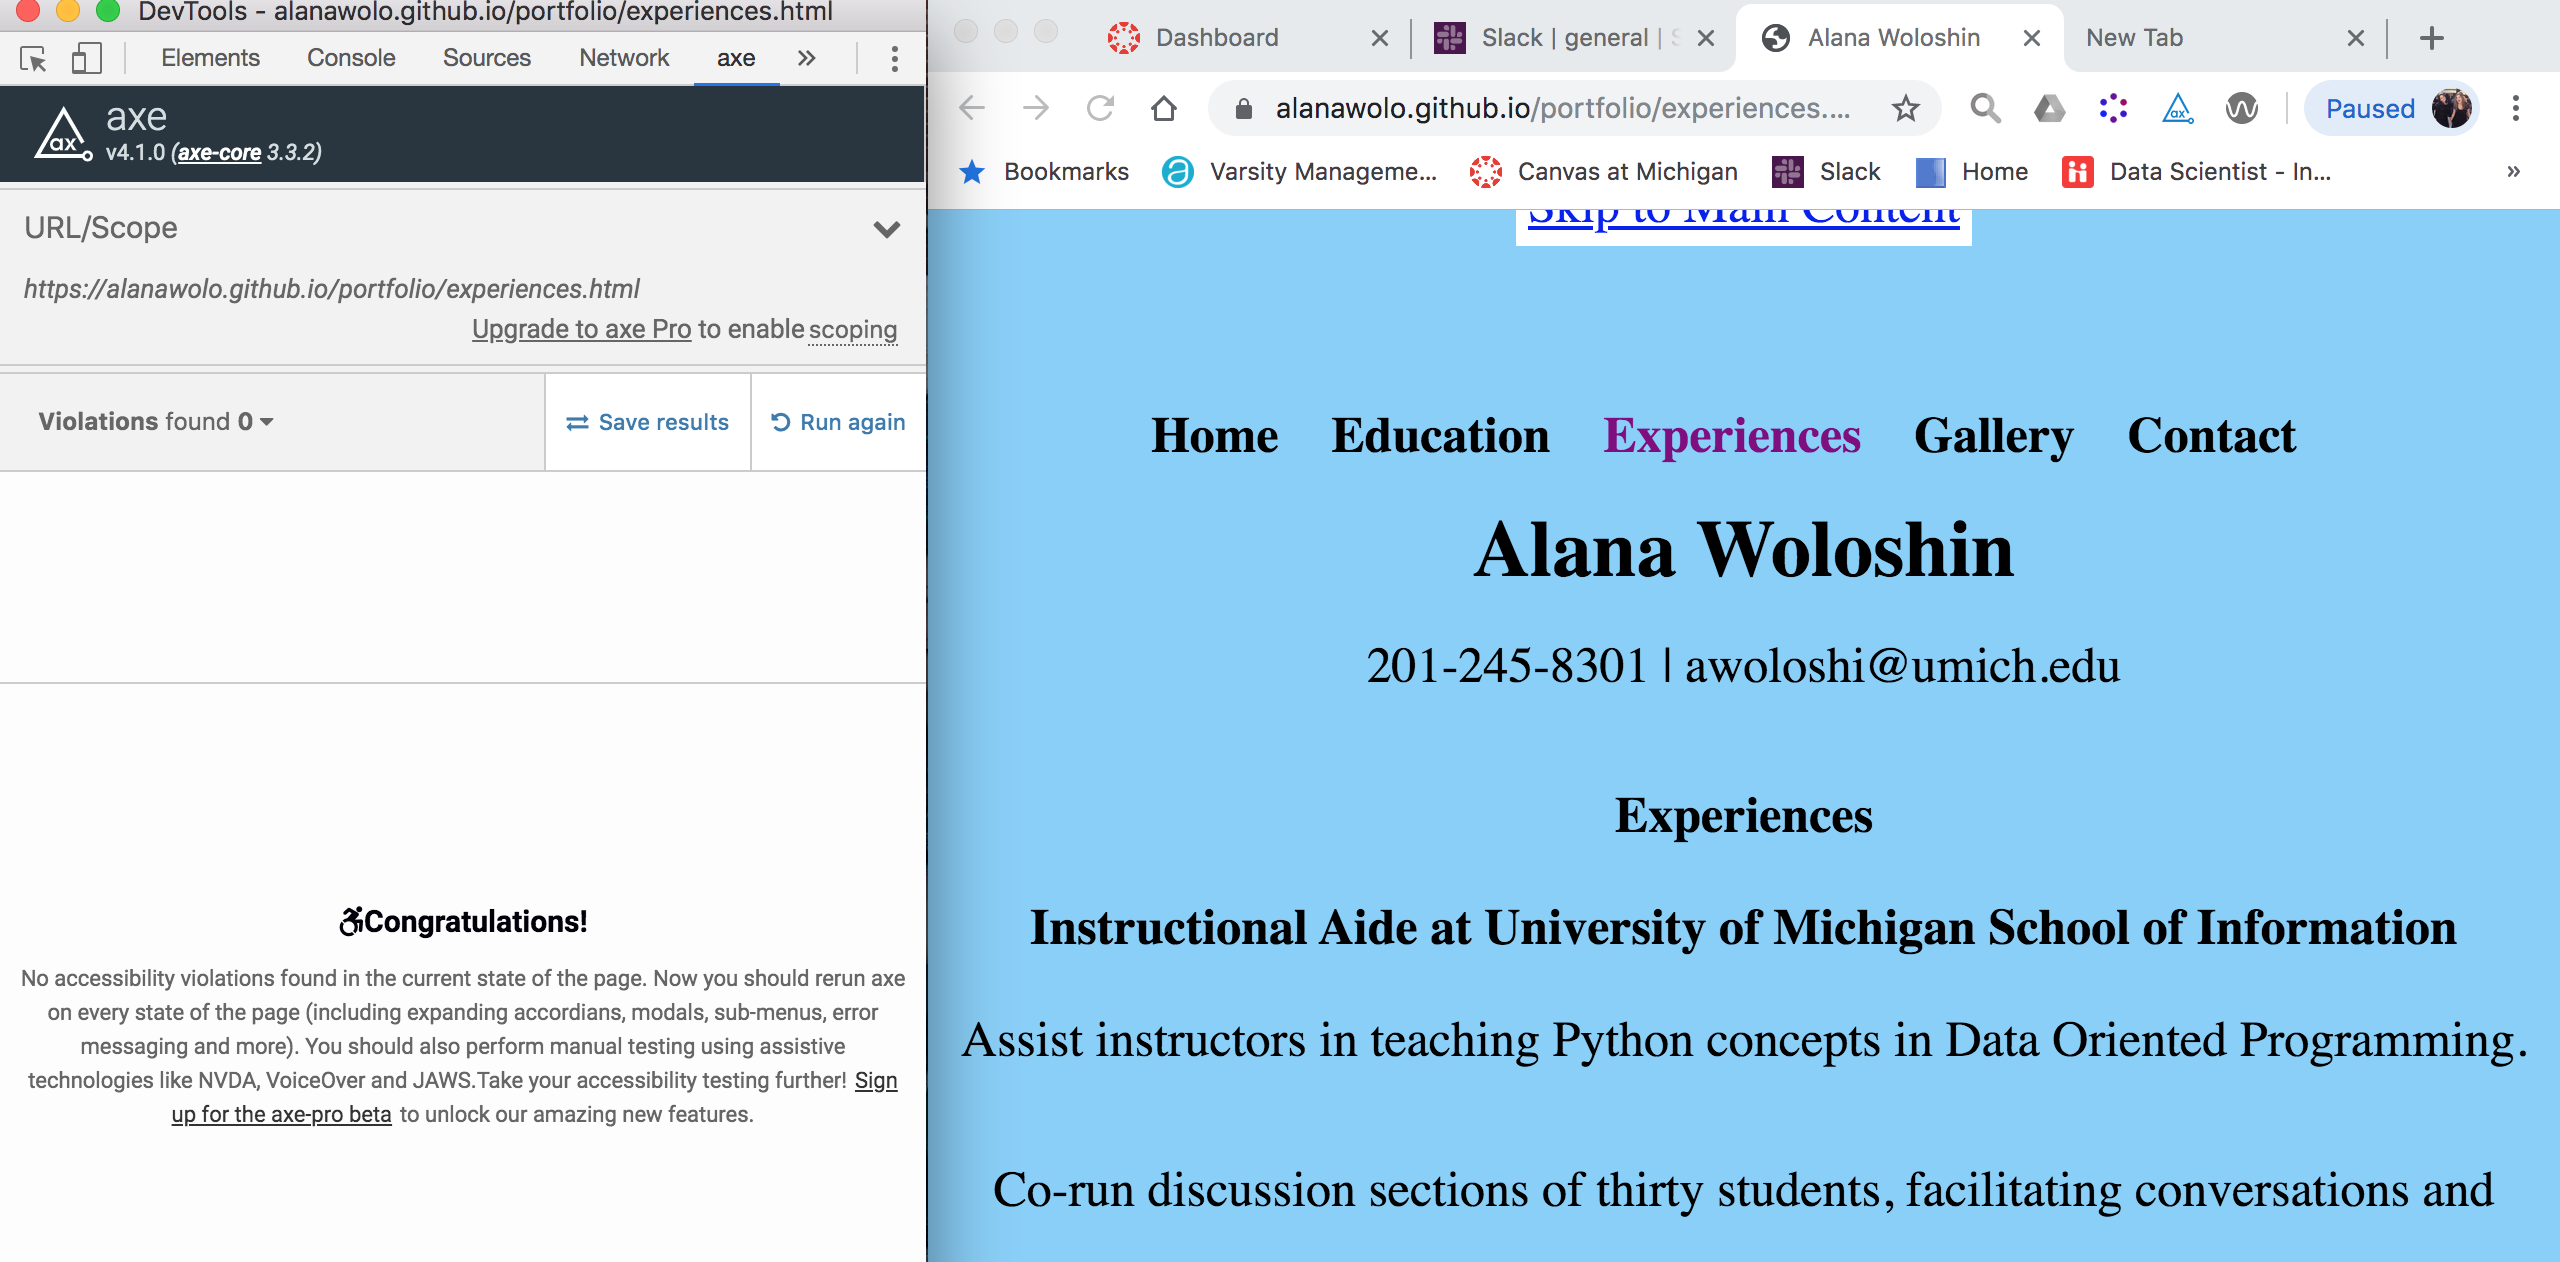 DevTools - alanawolo.github.io/portfolio/experiences.html
Elements Console Sources Network axe »
ax axe
v4.1.0 (axe-core 3.3.2)
URL/Scope
https://alanawolo.github.io/portfolio/experiences.html
Upgrade to axe Pro to enable scoping
Violations found 0
Save results
Run again
Congratulations!
No accessibility violations found in the current state of the page. Now you should rerun axe
on every state of the page (including expanding accordians, modals, sub-menus, error
messaging and more). You should also perform manual testing using assistive
technologies like NVDA, VoiceOver and JAWS.Take your accessibility testing further! Sign
up for the axe-pro beta to unlock our amazing new features.
Dashboard
Slack | general | S
Alana Woloshin
New Tab
alanawolo.github.io/portfolio/experiences.... ax Paused
Bookmarks Varsity Manageme... Canvas at Michigan Slack Home Data Scientist - In... »
Skip to Main Content
Home Education Experiences Gallery Contact
Alana Woloshin
201-245-8301 | awoloshi@umich.edu
Experiences
Instructional Aide at University of Michigan School of Information
Assist instructors in teaching Python concepts in Data Oriented Programming.
Co-run discussion sections of thirty students, facilitating conversations and